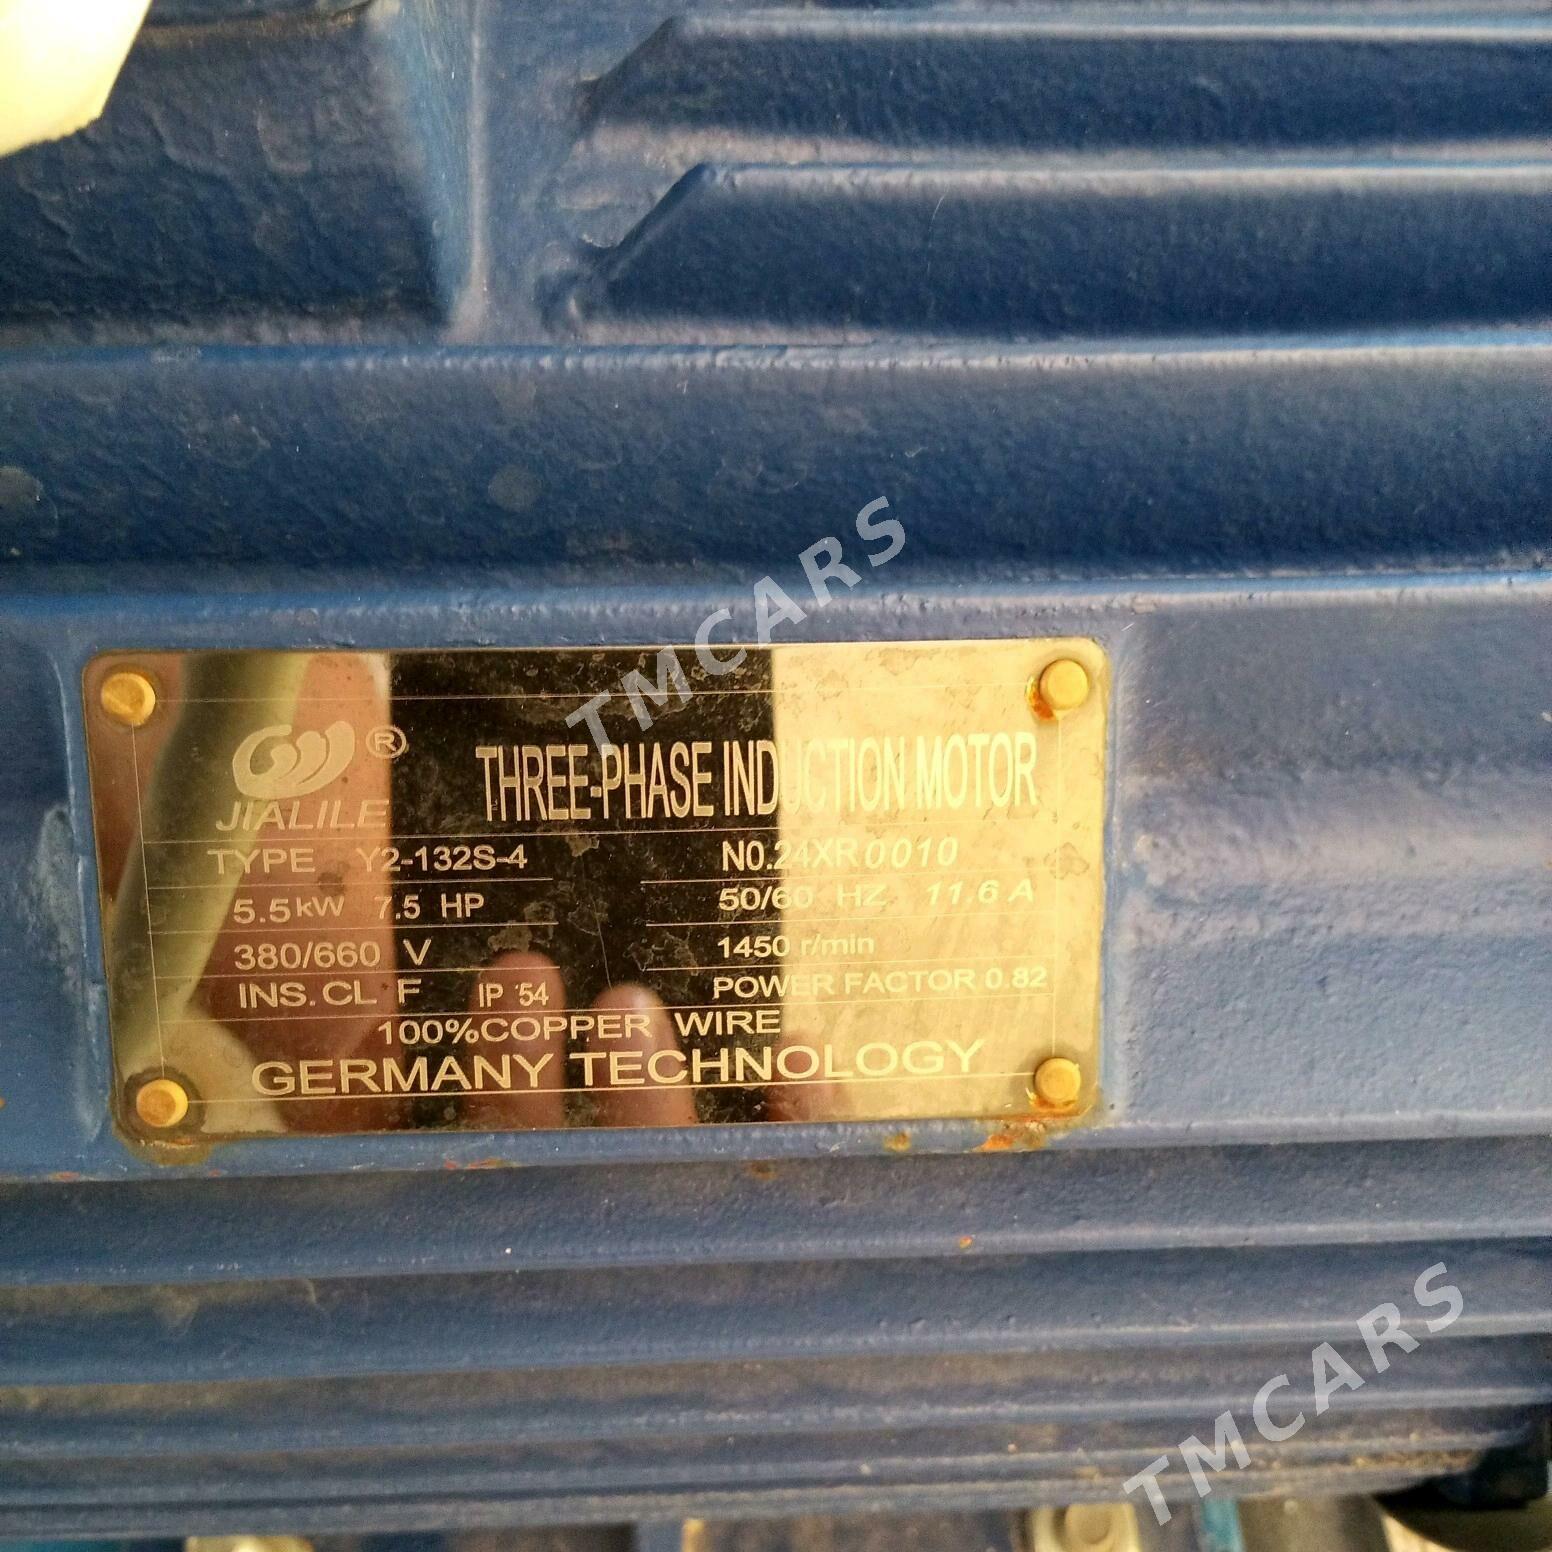 TMCARS
®
JIALILE
THREE-PHASE INDUCTION MOTOR
TYPE Y2-132S-4 NO.24XR0010
5.5kW 7.5 HP 50/60 HZ 11.6 A
380/660 V 1450 r/min
INS. CL F IP 54 POWER FACTOR 0.82
100%COPPER WIRE
GERMANY TECHNOLOGY
TMCARS